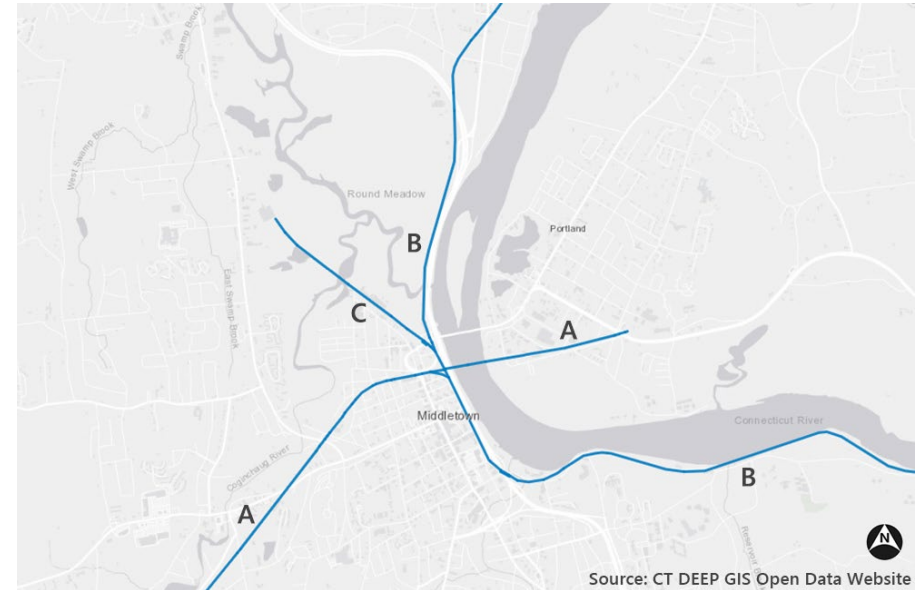 Swamp Brook
West Swamp Brook
Round Meadow
Portland
B
East Swamp Brook
C
A
Middletown
Connecticut River
Coginchaug River
B
A
N
Reservoir B
Source: CT DEEP GIS Open Data Website